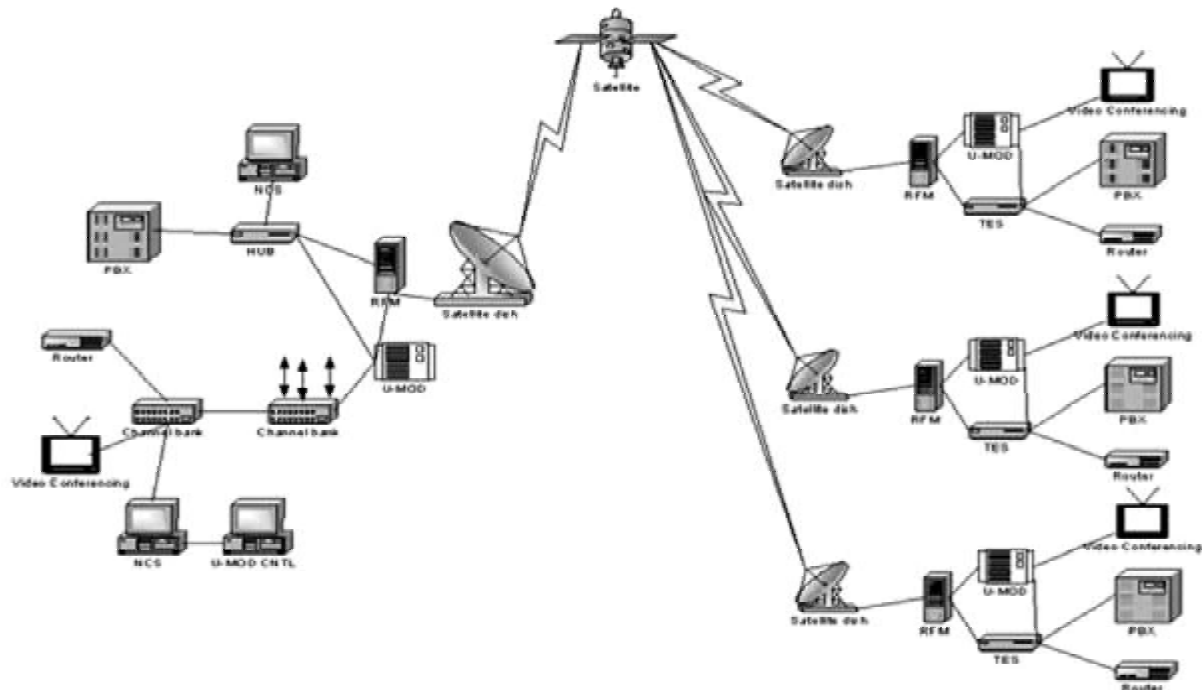 Satellite
Video Conferencing
U-MOD
NCS
Satellite dish
RFM
PBX
TES
HUB
PBX
Router
RFM
Satellite dish
Video Conferencing
Router
U-MOD
U-MOD
Satellite dish
RFM
PBX
Channel bank
Channel bank
TES
Router
Video Conferencing
Video Conferencing
NCS
U-MOD CNTL
U-MOD
Satellite dish
RFM
PBX
TES
Router